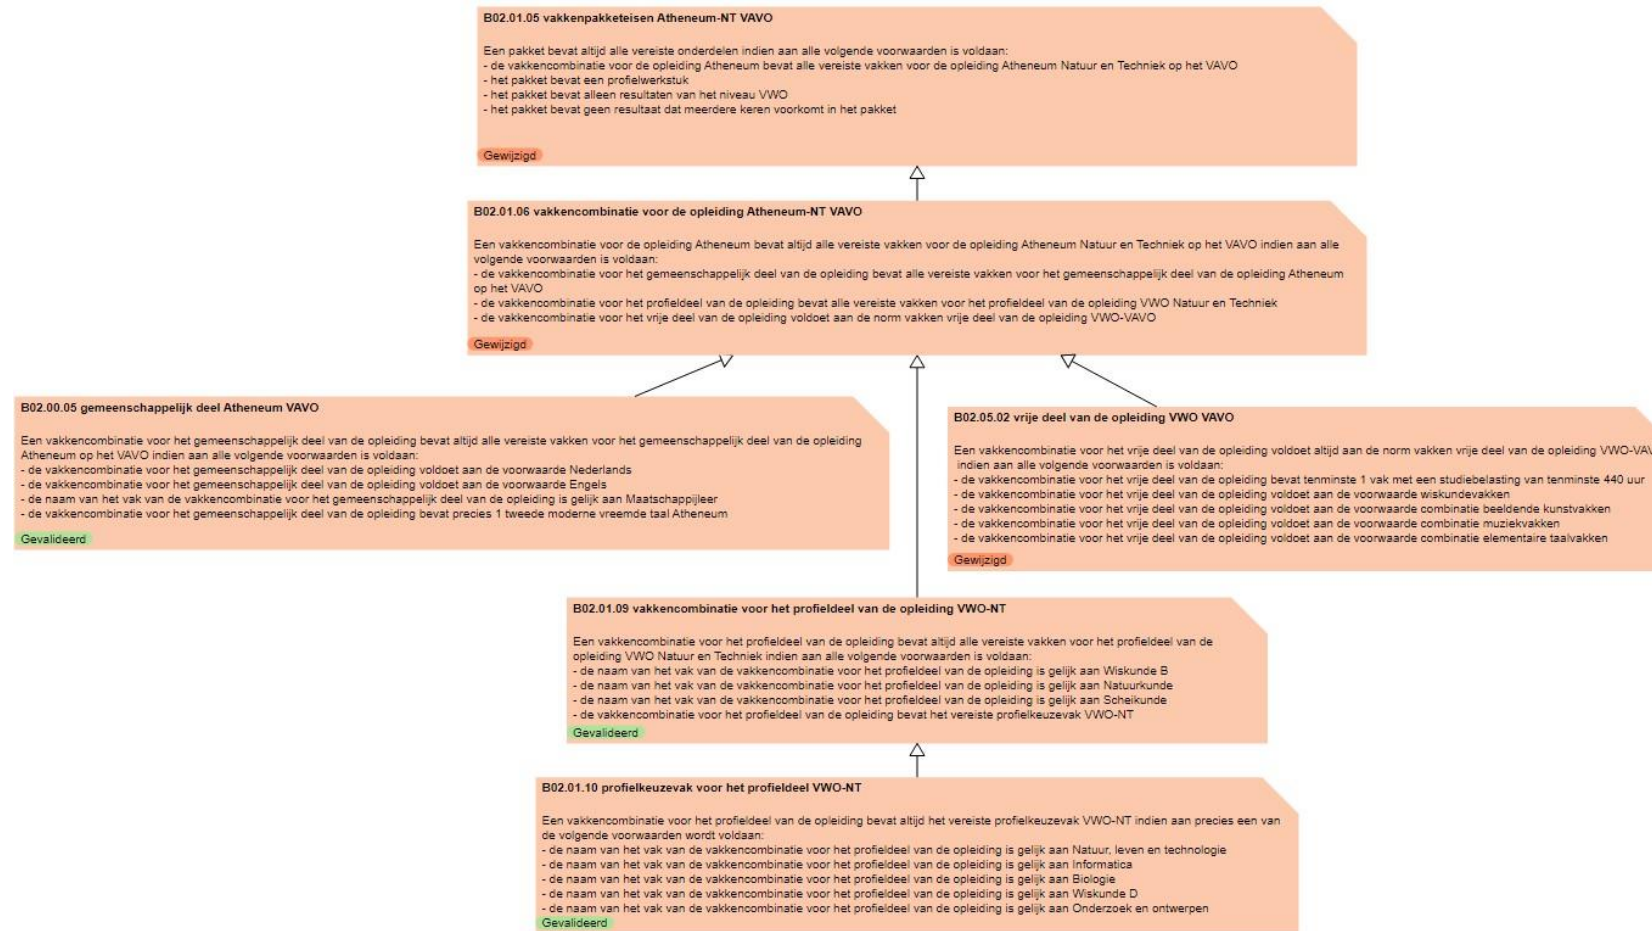 B02.01.05 vakkenpakketeisen Atheneum-NT VAVO
Een pakket bevat altijd alle vereiste onderdelen indien aan alle volgende voorwaarden is voldaan:
- de vakkencombinatie voor de opleiding Atheneum bevat alle vereiste vakken voor de opleiding Atheneum Natuur en Techniek op het VAVO
- het pakket bevat een profielwerkstuk
- het pakket bevat alleen resultaten van het niveau VWO
- het pakket bevat geen resultaat dat meerdere keren voorkomt in het pakket
Gewijzigd
B02.01.06 vakkencombinatie voor de opleiding Atheneum-NT VAVO
Een vakkencombinatie voor de opleiding Atheneum bevat altijd alle vereiste vakken voor de opleiding Atheneum Natuur en Techniek op het VAVO indien aan alle
volgende voorwaarden is voldaan:
- de vakkencombinatie voor het gemeenschappelijk deel van de opleiding bevat alle vereiste vakken voor het gemeenschappelijk deel van de opleiding Atheneum
op het VAVO
- de vakkencombinatie voor het profieldeel van de opleiding bevat alle vereiste vakken voor het profieldeel van de opleiding VWO Natuur en Techniek
- de vakkencombinatie voor het vrije deel van de opleiding voldoet aan de norm vakken vrije deel van de opleiding VWO-VAVO
Gewijzigd
B02.00.05 gemeenschappelijk deel Atheneum VAVO
Een vakkencombinatie voor het gemeenschappelijk deel van de opleiding bevat altijd alle vereiste vakken voor het gemeenschappelijk deel van de opleiding
Atheneum op het VAVO indien aan alle volgende voorwaarden is voldaan:
- de vakkencombinatie voor het gemeenschappelijk deel van de opleiding voldoet aan de voorwaarde Nederlands
- de vakkencombinatie voor het gemeenschappelijk deel van de opleiding voldoet aan de voorwaarde Engels
- de naam van het vak van de vakkencombinatie voor het gemeenschappelijk deel van de opleiding is gelijk aan Maatschappijleer
- de vakkencombinatie voor het gemeenschappelijk deel van de opleiding bevat precies 1 tweede moderne vreemde taal Atheneum
Gevalideerd
B02.05.02 vrije deel van de opleiding VWO VAVO
Een vakkencombinatie voor het vrije deel van de opleiding voldoet altijd aan de norm vakken vrije deel van de opleiding VWO-VAV
indien aan alle volgende voorwaarden is voldaan:
- de vakkencombinatie voor het vrije deel van de opleiding bevat tenminste 1 vak met een studiebelasting van tenminste 440 uur
- de vakkencombinatie voor het vrije deel van de opleiding voldoet aan de voorwaarde wiskundevakken
- de vakkencombinatie voor het vrije deel van de opleiding voldoet aan de voorwaarde combinatie beeldende kunstvakken
- de vakkencombinatie voor het vrije deel van de opleiding voldoet aan de voorwaarde combinatie muziekvakken
- de vakkencombinatie voor het vrije deel van de opleiding voldoet aan de voorwaarde combinatie elementaire taalvakken
Gewijzigd
B02.01.09 vakkencombinatie voor het profieldeel van de opleiding VWO-NT
Een vakkencombinatie voor het profieldeel van de opleiding bevat altijd alle vereiste vakken voor het profieldeel van de
opleiding VWO Natuur en Techniek indien aan alle volgende voorwaarden is voldaan:
- de naam van het vak van de vakkencombinatie voor het profieldeel van de opleiding is gelijk aan Wiskunde B
- de naam van het vak van de vakkencombinatie voor het profieldeel van de opleiding is gelijk aan Natuurkunde
- de naam van het vak van de vakkencombinatie voor het profieldeel van de opleiding is gelijk aan Scheikunde
- de vakkencombinatie voor het profieldeel van de opleiding bevat het vereiste profielkeuzevak VWO-NT
Gevalideerd
B02.01.10 profielkeuzevak voor het profieldeel VWO-NT
Een vakkencombinatie voor het profieldeel van de opleiding bevat altijd het vereiste profielkeuzevak VWO-NT indien aan precies een van
de volgende voorwaarden wordt voldaan:
- de naam van het vak van de vakkencombinatie voor het profieldeel van de opleiding is gelijk aan Natuur, leven en technologie
- de naam van het vak van de vakkencombinatie voor het profieldeel van de opleiding is gelijk aan Informatica
- de naam van het vak van de vakkencombinatie voor het profieldeel van de opleiding is gelijk aan Biologie
- de naam van het vak van de vakkencombinatie voor het profieldeel van de opleiding is gelijk aan Wiskunde D
- de naam van het vak van de vakkencombinatie voor het profieldeel van de opleiding is gelijk aan Onderzoek en ontwerpen
Gevalideerd